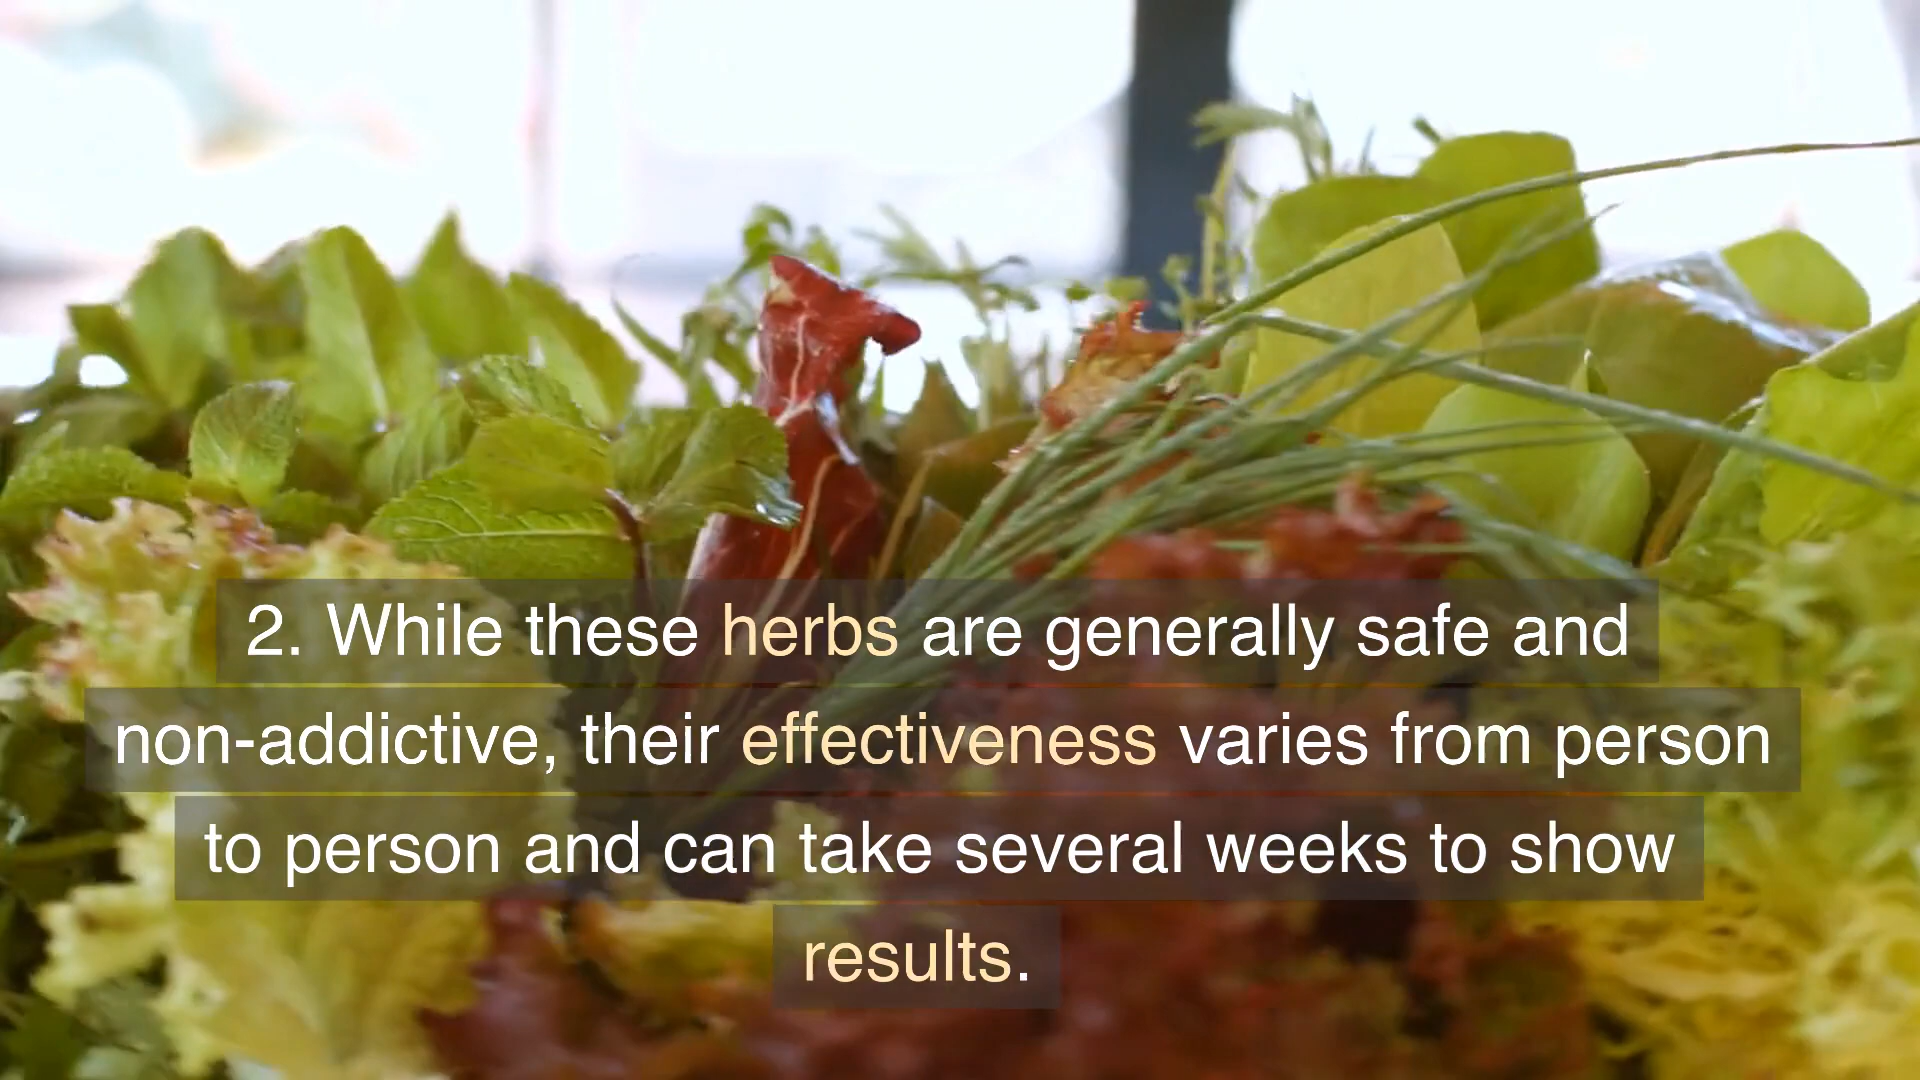 2. While these herbs are generally safe and
non-addictive, their effectiveness varies from person
to person and can take several weeks to show
results.